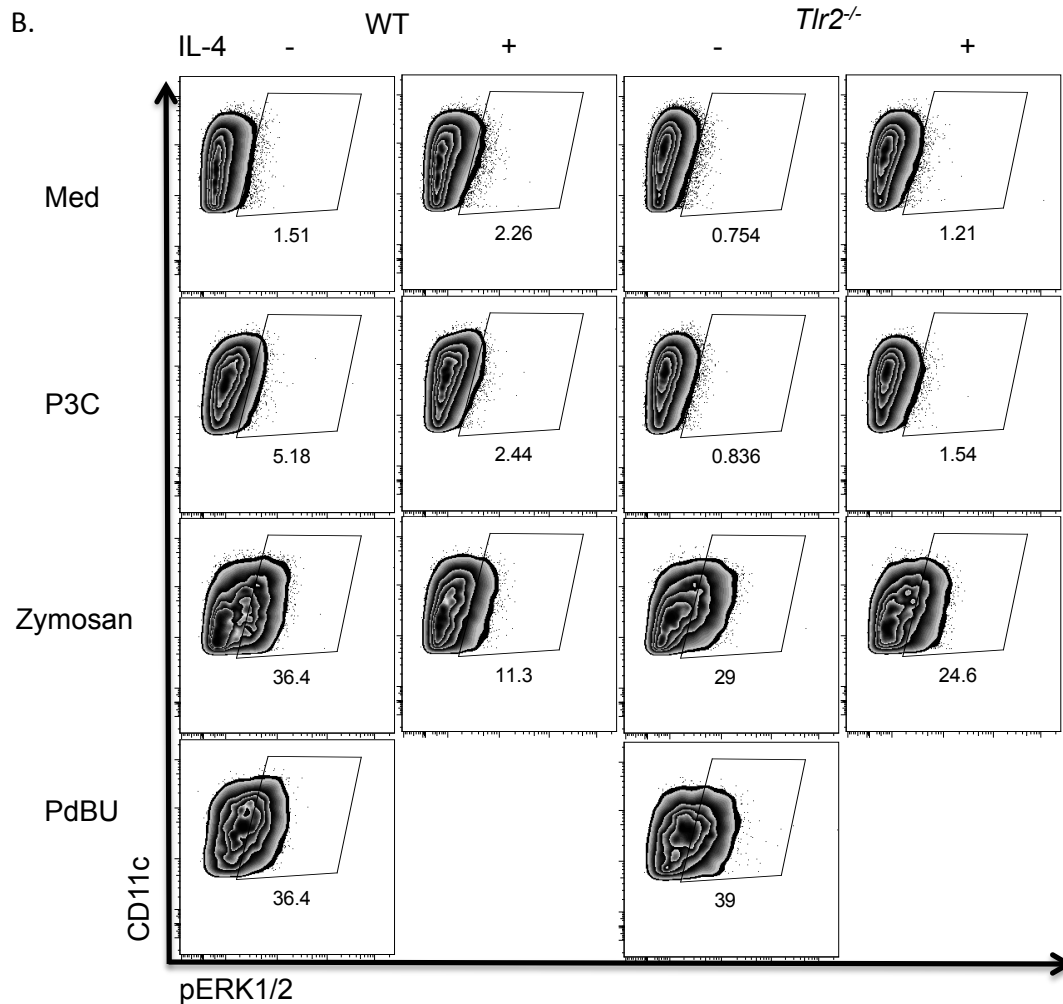 B.
WT
Tlr2-/-
IL-4 - + - +
Med
1.51 2.26 0.754 1.21
P3C
5.18 2.44 0.836 1.54
Zymosan
36.4 11.3 29 24.6
PdBU
36.4 39
CD11c
pERK1/2